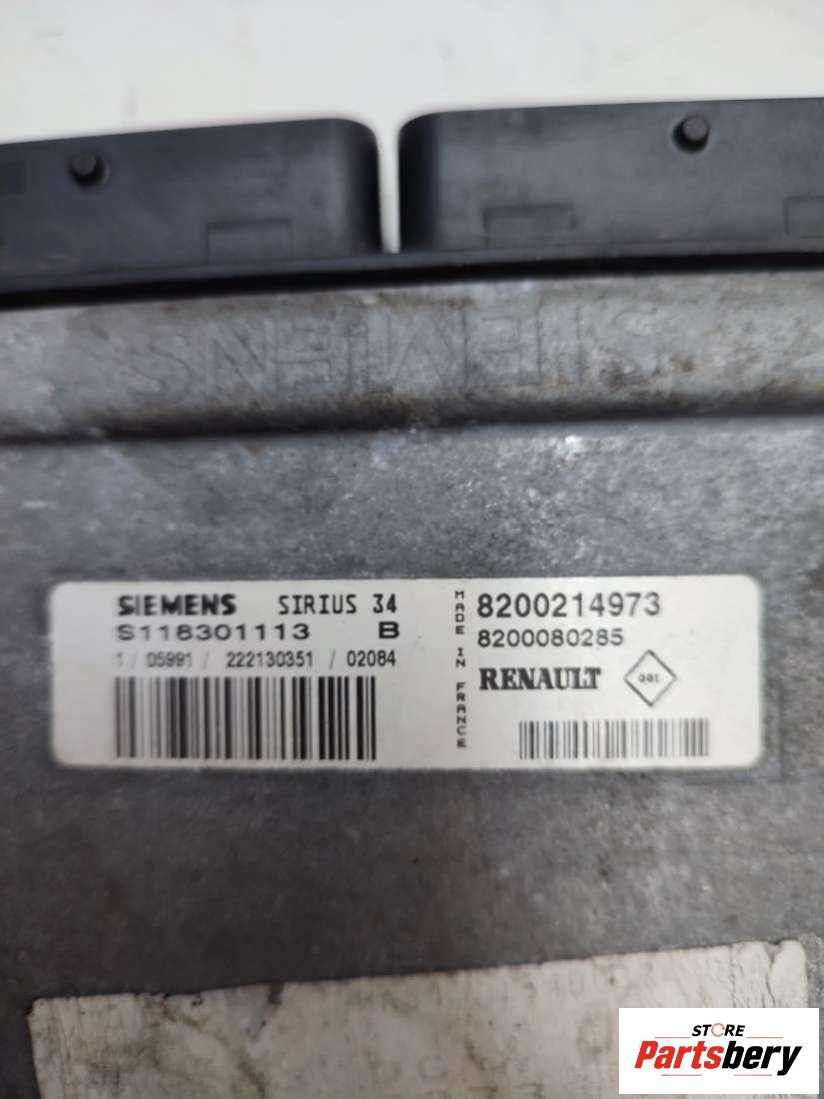 SIEMENS
SIEMENS SIRIUS 34
S118301113 B
1 / 05991 / 222130351 / 02084
MADE IN FRANCE
8200214973
8200080285
RENAULT
STORE
Partsbery